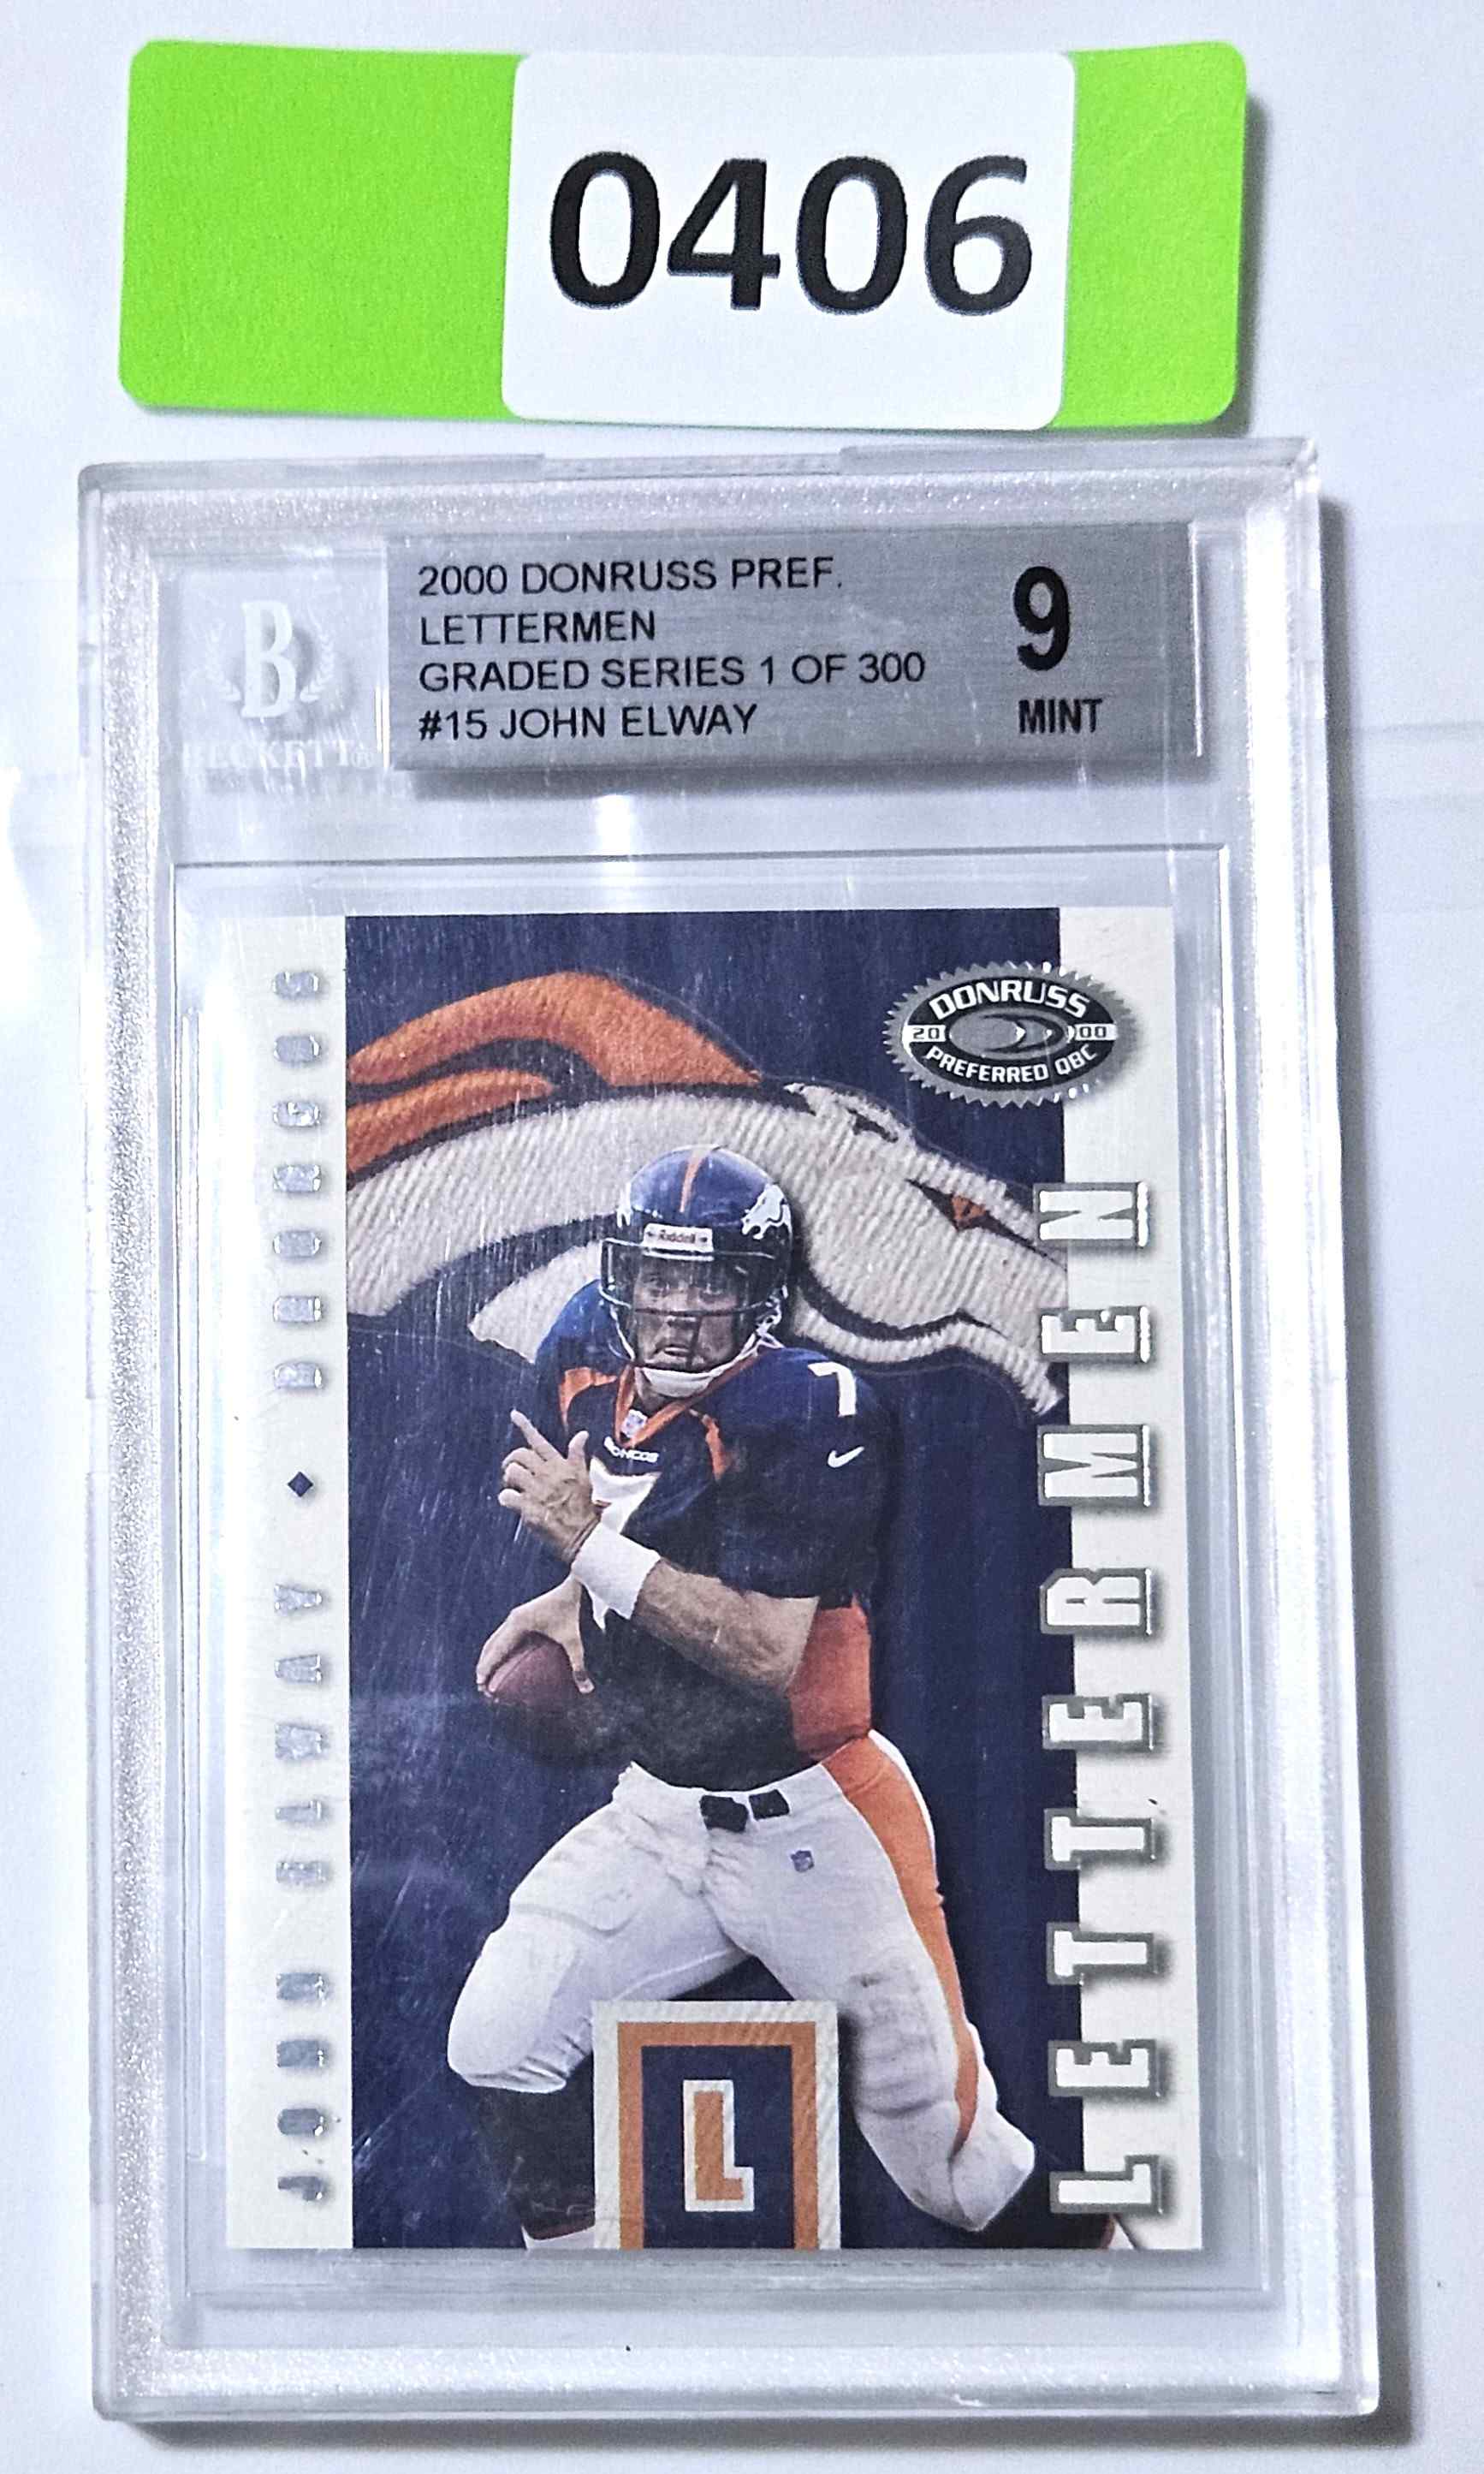 0406
2000 DONRUSS PREF.
LETTERMEN
GRADED SERIES 1 OF 300
#15 JOHN ELWAY
9
MINT
B
BECKETT®
DONRUSS
20 00
PREFERRED QBC
JOHN ELWAY ◆ BRONCOS
LETTERMEN
Riddell
7
BRONCOS
7
L